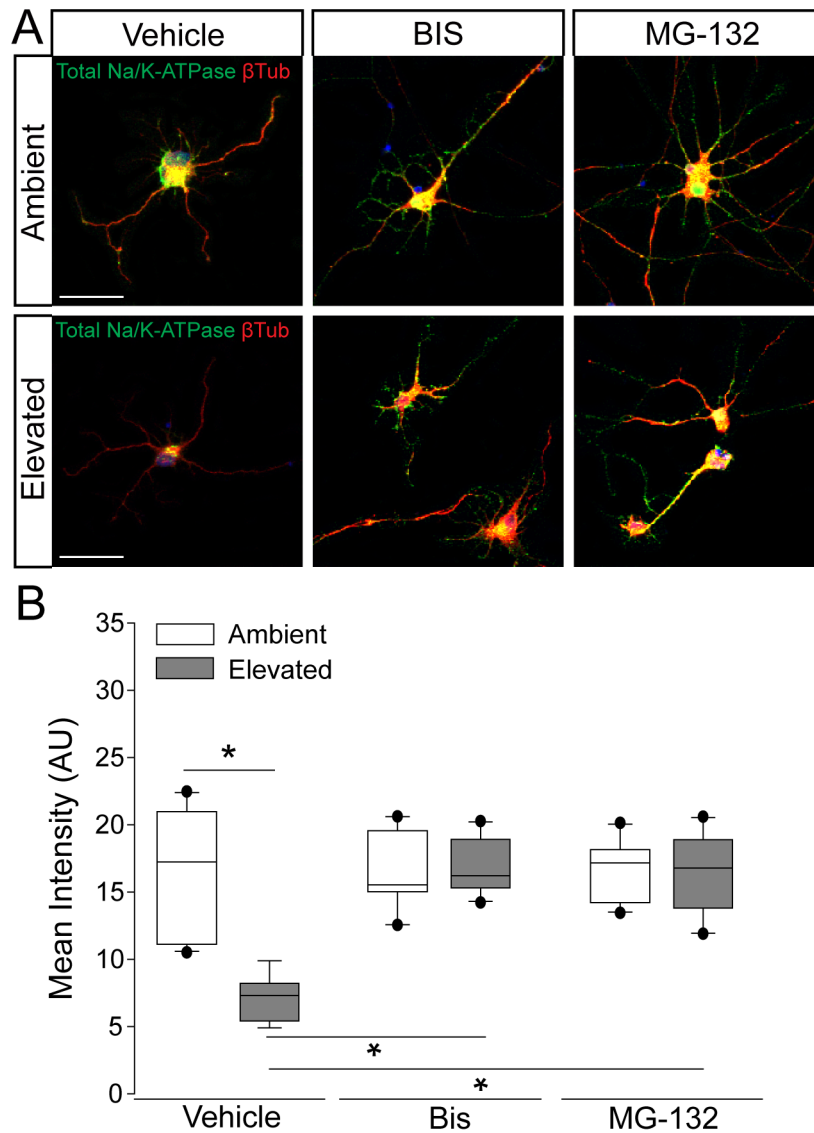 A
Vehicle
BIS
MG-132
Ambient
Total Na/K-ATPase βTub
Elevated
Total Na/K-ATPase βTub
B
Mean Intensity (AU)
35
30
25
20
15
10
5
0
Ambient
Elevated
*
*
*
Vehicle
Bis
MG-132